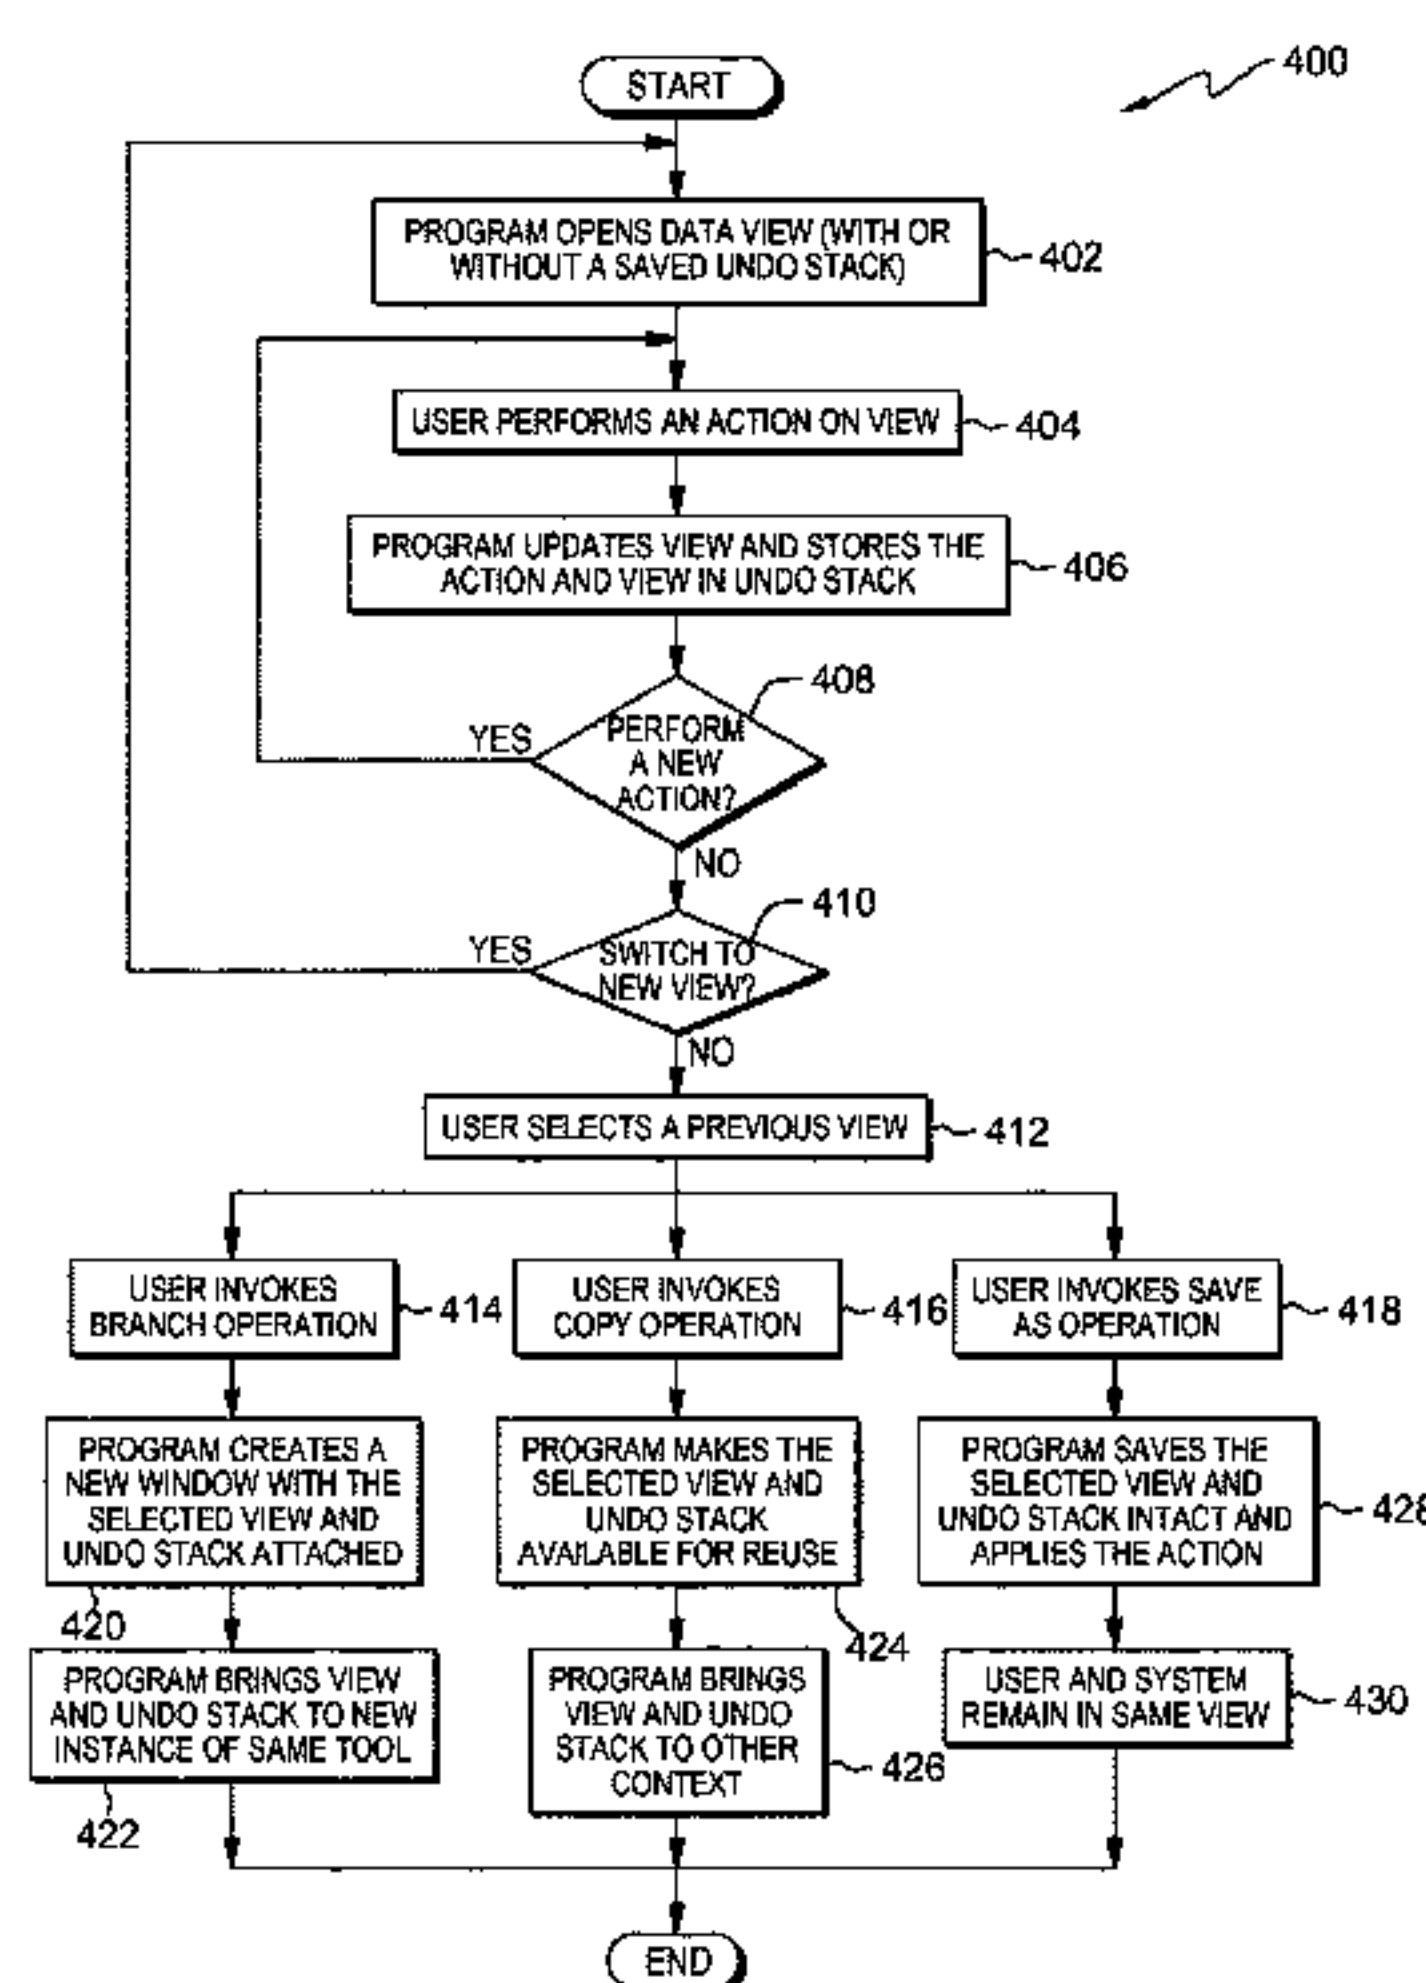 400
START
PROGRAM OPENS DATA VIEW (WITH OR
WITHOUT A SAVED UNDO STACK)
402
USER PERFORMS AN ACTION ON VIEW
404
PROGRAM UPDATES VIEW AND STORES THE
ACTION AND VIEW IN UNDO STACK
406
408
PERFORM
A NEW
ACTION?
YES
NO
410
SWITCH TO
NEW VIEW?
YES
NO
USER SELECTS A PREVIOUS VIEW
412
USER INVOKES
BRANCH OPERATION
414
USER INVOKES
COPY OPERATION
416
USER INVOKES SAVE
AS OPERATION
418
PROGRAM CREATES A
NEW WINDOW WITH THE
SELECTED VIEW AND
UNDO STACK ATTACHED
420
PROGRAM MAKES THE
SELECTED VIEW AND
UNDO STACK
AVAILABLE FOR REUSE
424
PROGRAM SAVES THE
SELECTED VIEW AND
UNDO STACK INTACT AND
APPLIES THE ACTION
428
PROGRAM BRINGS VIEW
AND UNDO STACK TO NEW
INSTANCE OF SAME TOOL
422
PROGRAM BRINGS
VIEW AND UNDO
STACK TO OTHER
CONTEXT
426
USER AND SYSTEM
REMAIN IN SAME VIEW
430
END